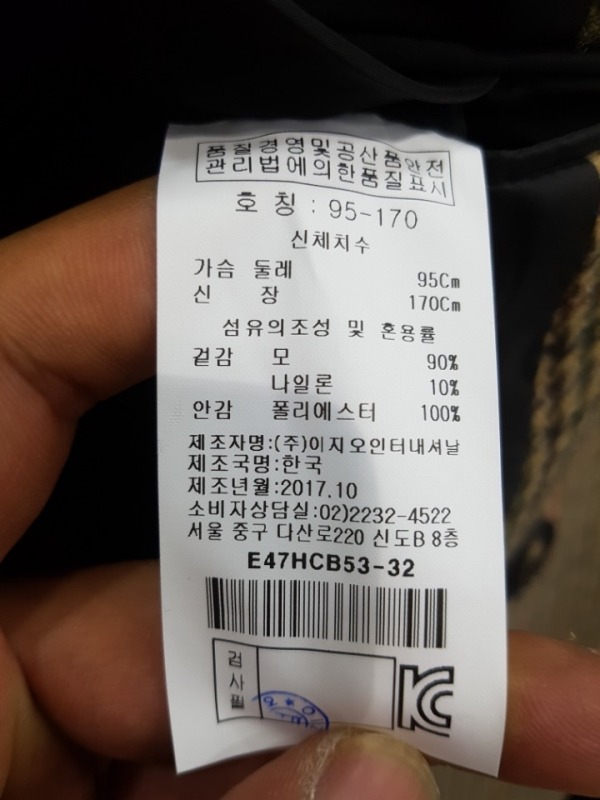 품질경영및공산품안전
관리법에의한품질표시
호 칭 : 95-170
신체치수
가슴 둘레 95Cm
신 장 170Cm
섬유의조성 및 혼용률
겉감 모 90%
나일론 10%
안감 폴리에스터 100%
제조자명:(주)이지오인터내셔날
제조국명:한국
제조년월:2017.10
소비자상담실:02)2232-4522
서울 중구 다산로220 신도B 8층
E47HCB53-32
검사필
KC